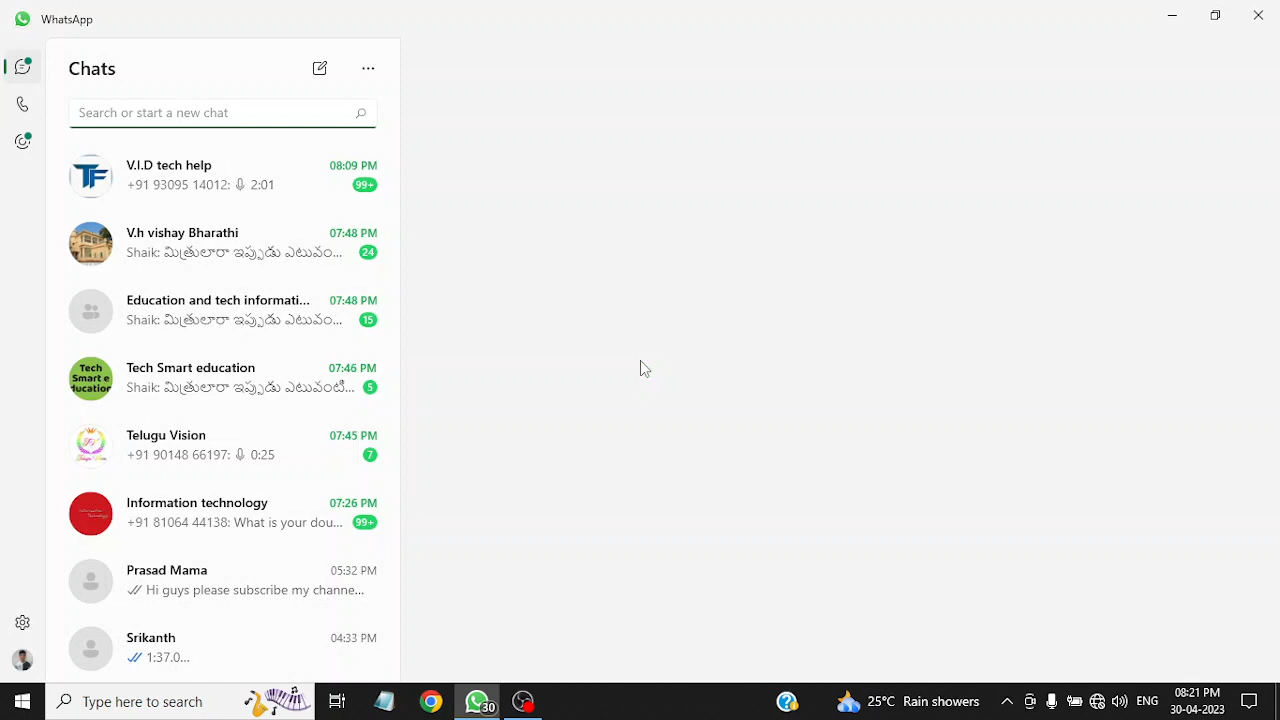 WhatsApp
Chats
Search or start a new chat
V.I.D tech help 08:09 PM
+91 93095 14012: 2:01 99+
V.h vishay Bharathi 07:48 PM
Shaik: మిత్రులారా ఇప్పుడు ఎటువం... 24
Education and tech informati... 07:48 PM
Shaik: మిత్రులారా ఇప్పుడు ఎటువం... 15
Tech Smart e ducation
Tech Smart education 07:46 PM
Shaik: మిత్రులారా ఇప్పుడు ఎటువంటి... 5
Telugu Vision 07:45 PM
+91 90148 66197: 0:25 7
Information technology 07:26 PM
+91 81064 44138: What is your dou... 99+
Prasad Mama 05:32 PM
Hi guys please subscribe my channe...
Srikanth 04:33 PM
1:37.0...
Type here to search
30
25°C Rain showers
ENG
08:21 PM
30-04-2023